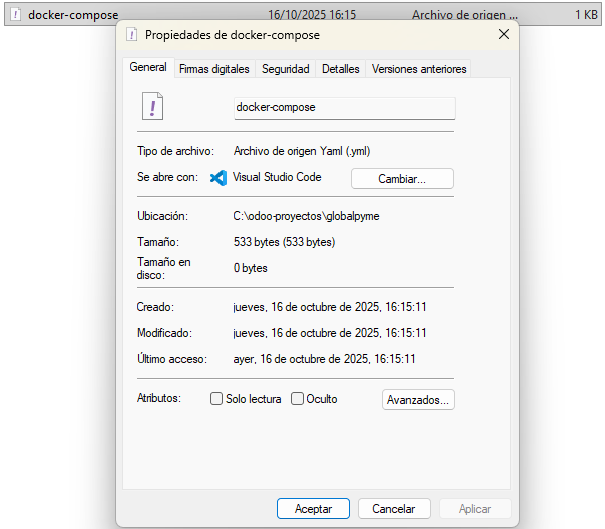 docker-compose 16/10/2025 16:15 Archivo de origen ... 1 KB
Propiedades de docker-compose
General Firmas digitales Seguridad Detalles Versiones anteriores
docker-compose
Tipo de archivo: Archivo de origen Yaml (.yml)
Se abre con: Visual Studio Code Cambiar...
Ubicación: C:\odoo-proyectos\globalpyme
Tamaño: 533 bytes (533 bytes)
Tamaño en
disco: 0 bytes
Creado: jueves, 16 de octubre de 2025, 16:15:11
Modificado: jueves, 16 de octubre de 2025, 16:15:11
Último acceso: ayer, 16 de octubre de 2025, 16:15:11
Atributos: Solo lectura Oculto Avanzados...
Aceptar Cancelar Aplicar